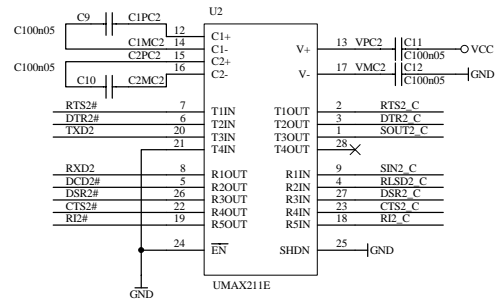 U2
C9 C1PC2 12 C1+
C100n05 C1MC2 14 C1- V+ 13 VPC2 C11 VCC
C2PC2 15 C2+ C100n05
C100n05 16 C2- V- 17 VMC2 C12 GND
C10 C2MC2 C100n05
RTS2# 7 T1IN T1OUT 2 RTS2_C
DTR2# 6 T2IN T2OUT 3 DTR2_C
TXD2 20 T3IN T3OUT 1 SOUT2_C
21 T4IN T4OUT 28
RXD2 8 R1OUT R1IN 9 SIN2_C
DCD2# 5 R2OUT R2IN 4 RLSD2_C
DSR2# 26 R3OUT R3IN 27 DSR2_C
CTS2# 22 R4OUT R4IN 23 CTS2_C
RI2# 19 R5OUT R5IN 18 RI2_C
24 EN SHDN 25 GND
GND
UMAX211E